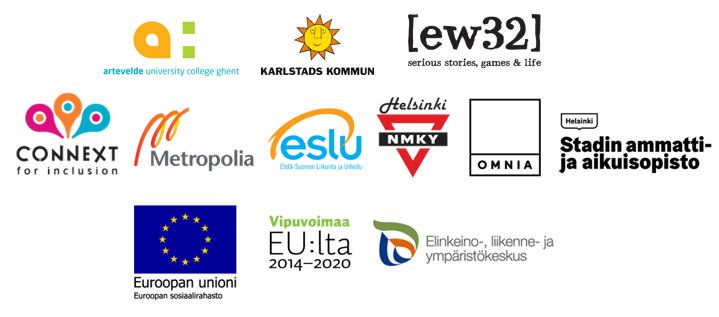 a:
artevelde university college ghent
KARLSTADS KOMMUN
[ew32]
serious stories, games & life
CONNEXT
for inclusion
Metropolia
eslu
Etelä-Suomen Liikunta ja Urheilu
Helsinki
NMKY
OMNIA
Helsinki
Stadin ammatti-
ja aikuisopisto
Euroopan unioni
Euroopan sosiaalirahasto
Vipuvoimaa
EU:lta
2014–2020
Elinkeino-, liikenne- ja
ympäristökeskus